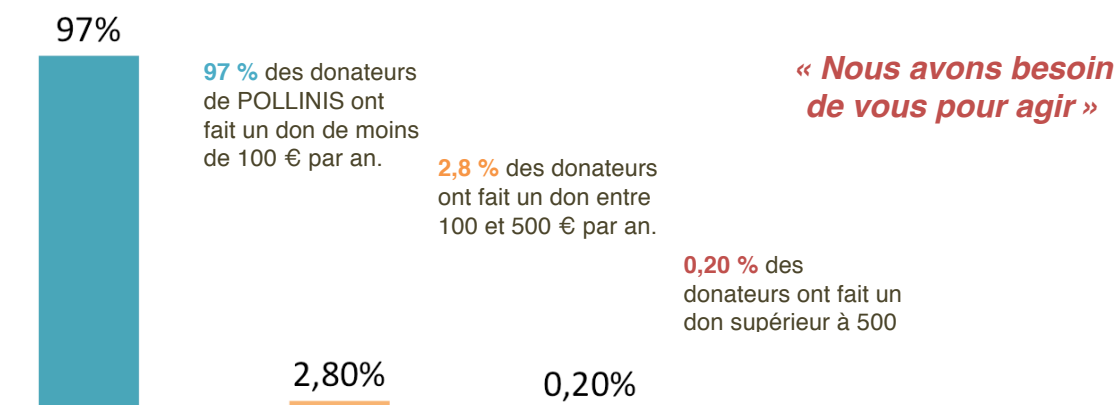 97%
97 % des donateurs
de POLLINIS ont
fait un don de moins
de 100 € par an.
« Nous avons besoin
de vous pour agir »
2,8 % des donateurs
ont fait un don entre
100 et 500 € par an.
0,20 % des
donateurs ont fait un
don supérieur à 500
2,80%
0,20%